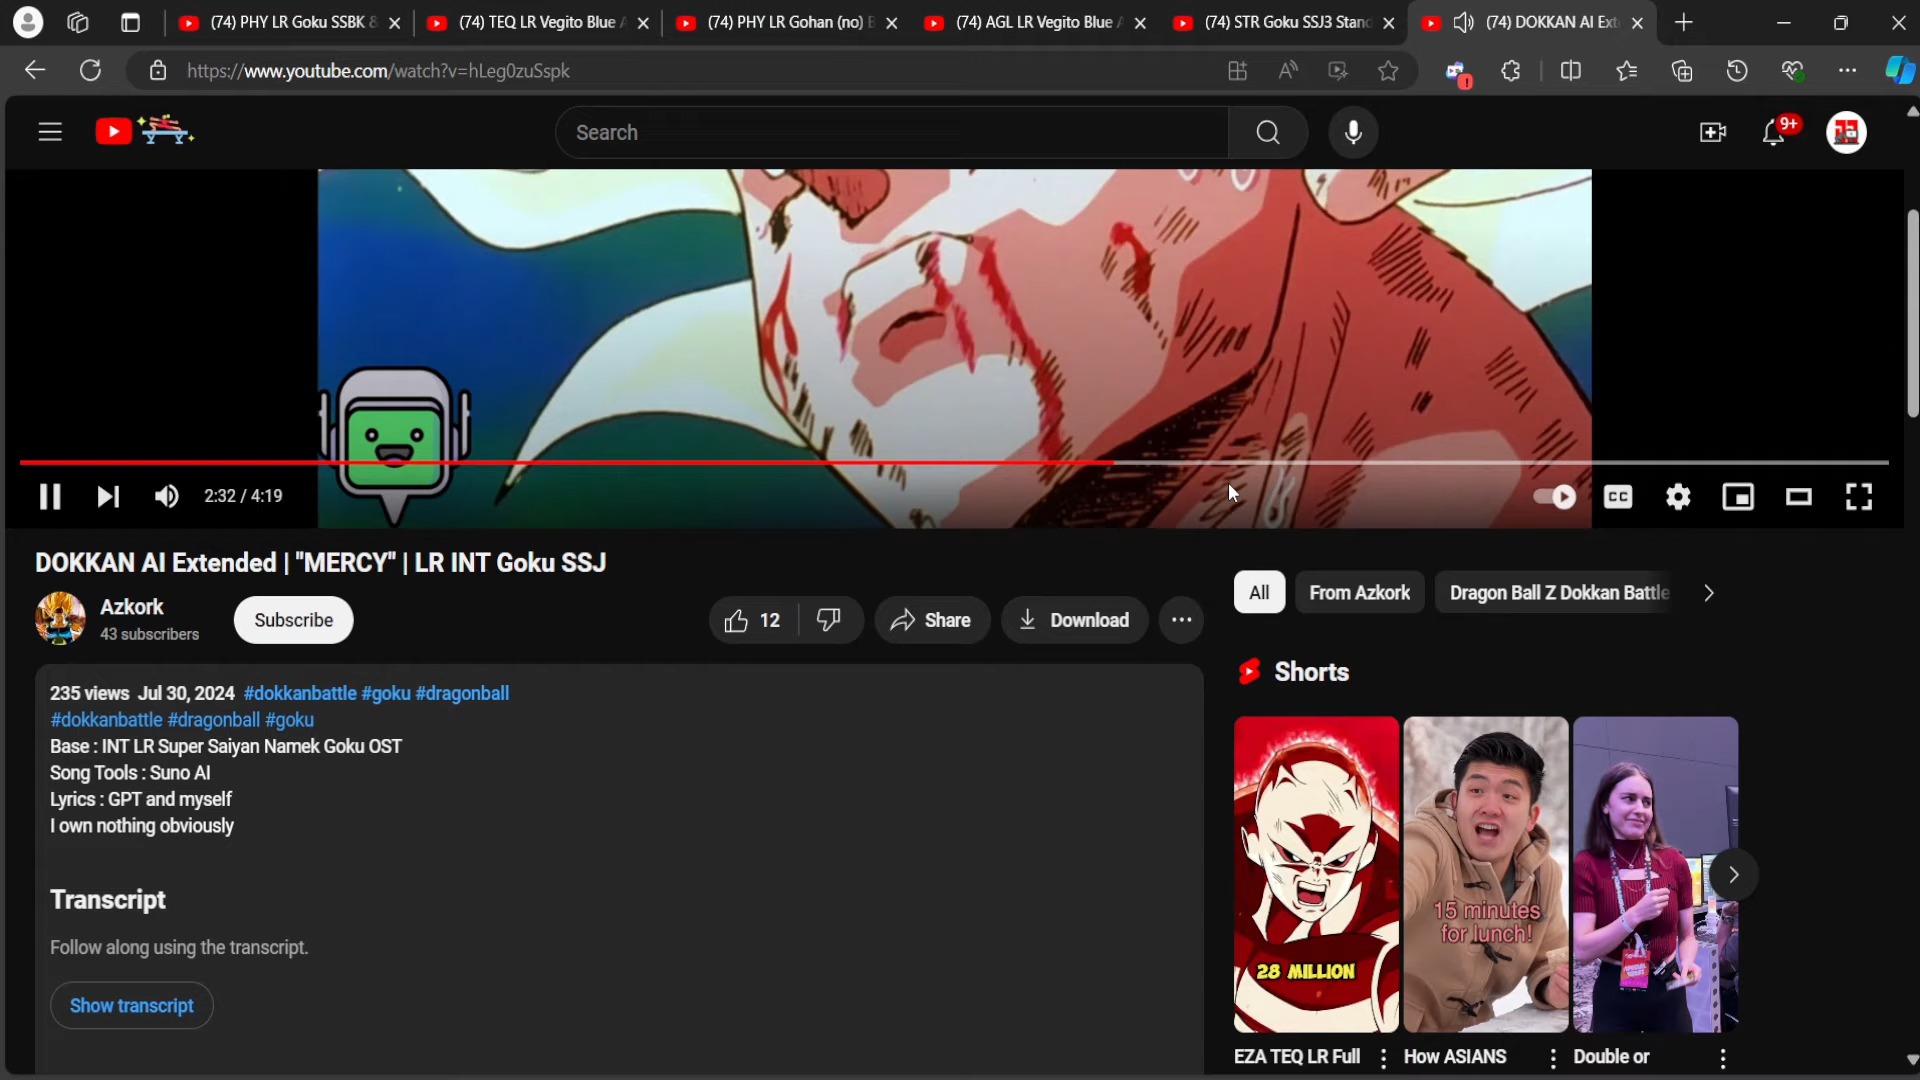 (74) PHY LR Goku SSBK &
(74) TEQ LR Vegito Blue
(74) PHY LR Gohan (no)
(74) AGL LR Vegito Blue
(74) STR Goku SSJ3 Stand
(74) DOKKAN AI Ext
https://www.youtube.com/watch?v=hLeg0zuSspk
Search
9+
2:32 / 4:19
CC
DOKKAN AI Extended | "MERCY" | LR INT Goku SSJ
Azkork
43 subscribers
Subscribe
12
Share
Download
All
From Azkork
Dragon Ball Z Dokkan Battle
235 views Jul 30, 2024 #dokkanbattle #goku #dragonball
#dokkanbattle #dragonball #goku
Base : INT LR Super Saiyan Namek Goku OST
Song Tools : Suno AI
Lyrics : GPT and myself
I own nothing obviously
Transcript
Follow along using the transcript.
Show transcript
Shorts
28 MILLION
15 minutes
for lunch!
EZA TEQ LR Full
How ASIANS
Double or